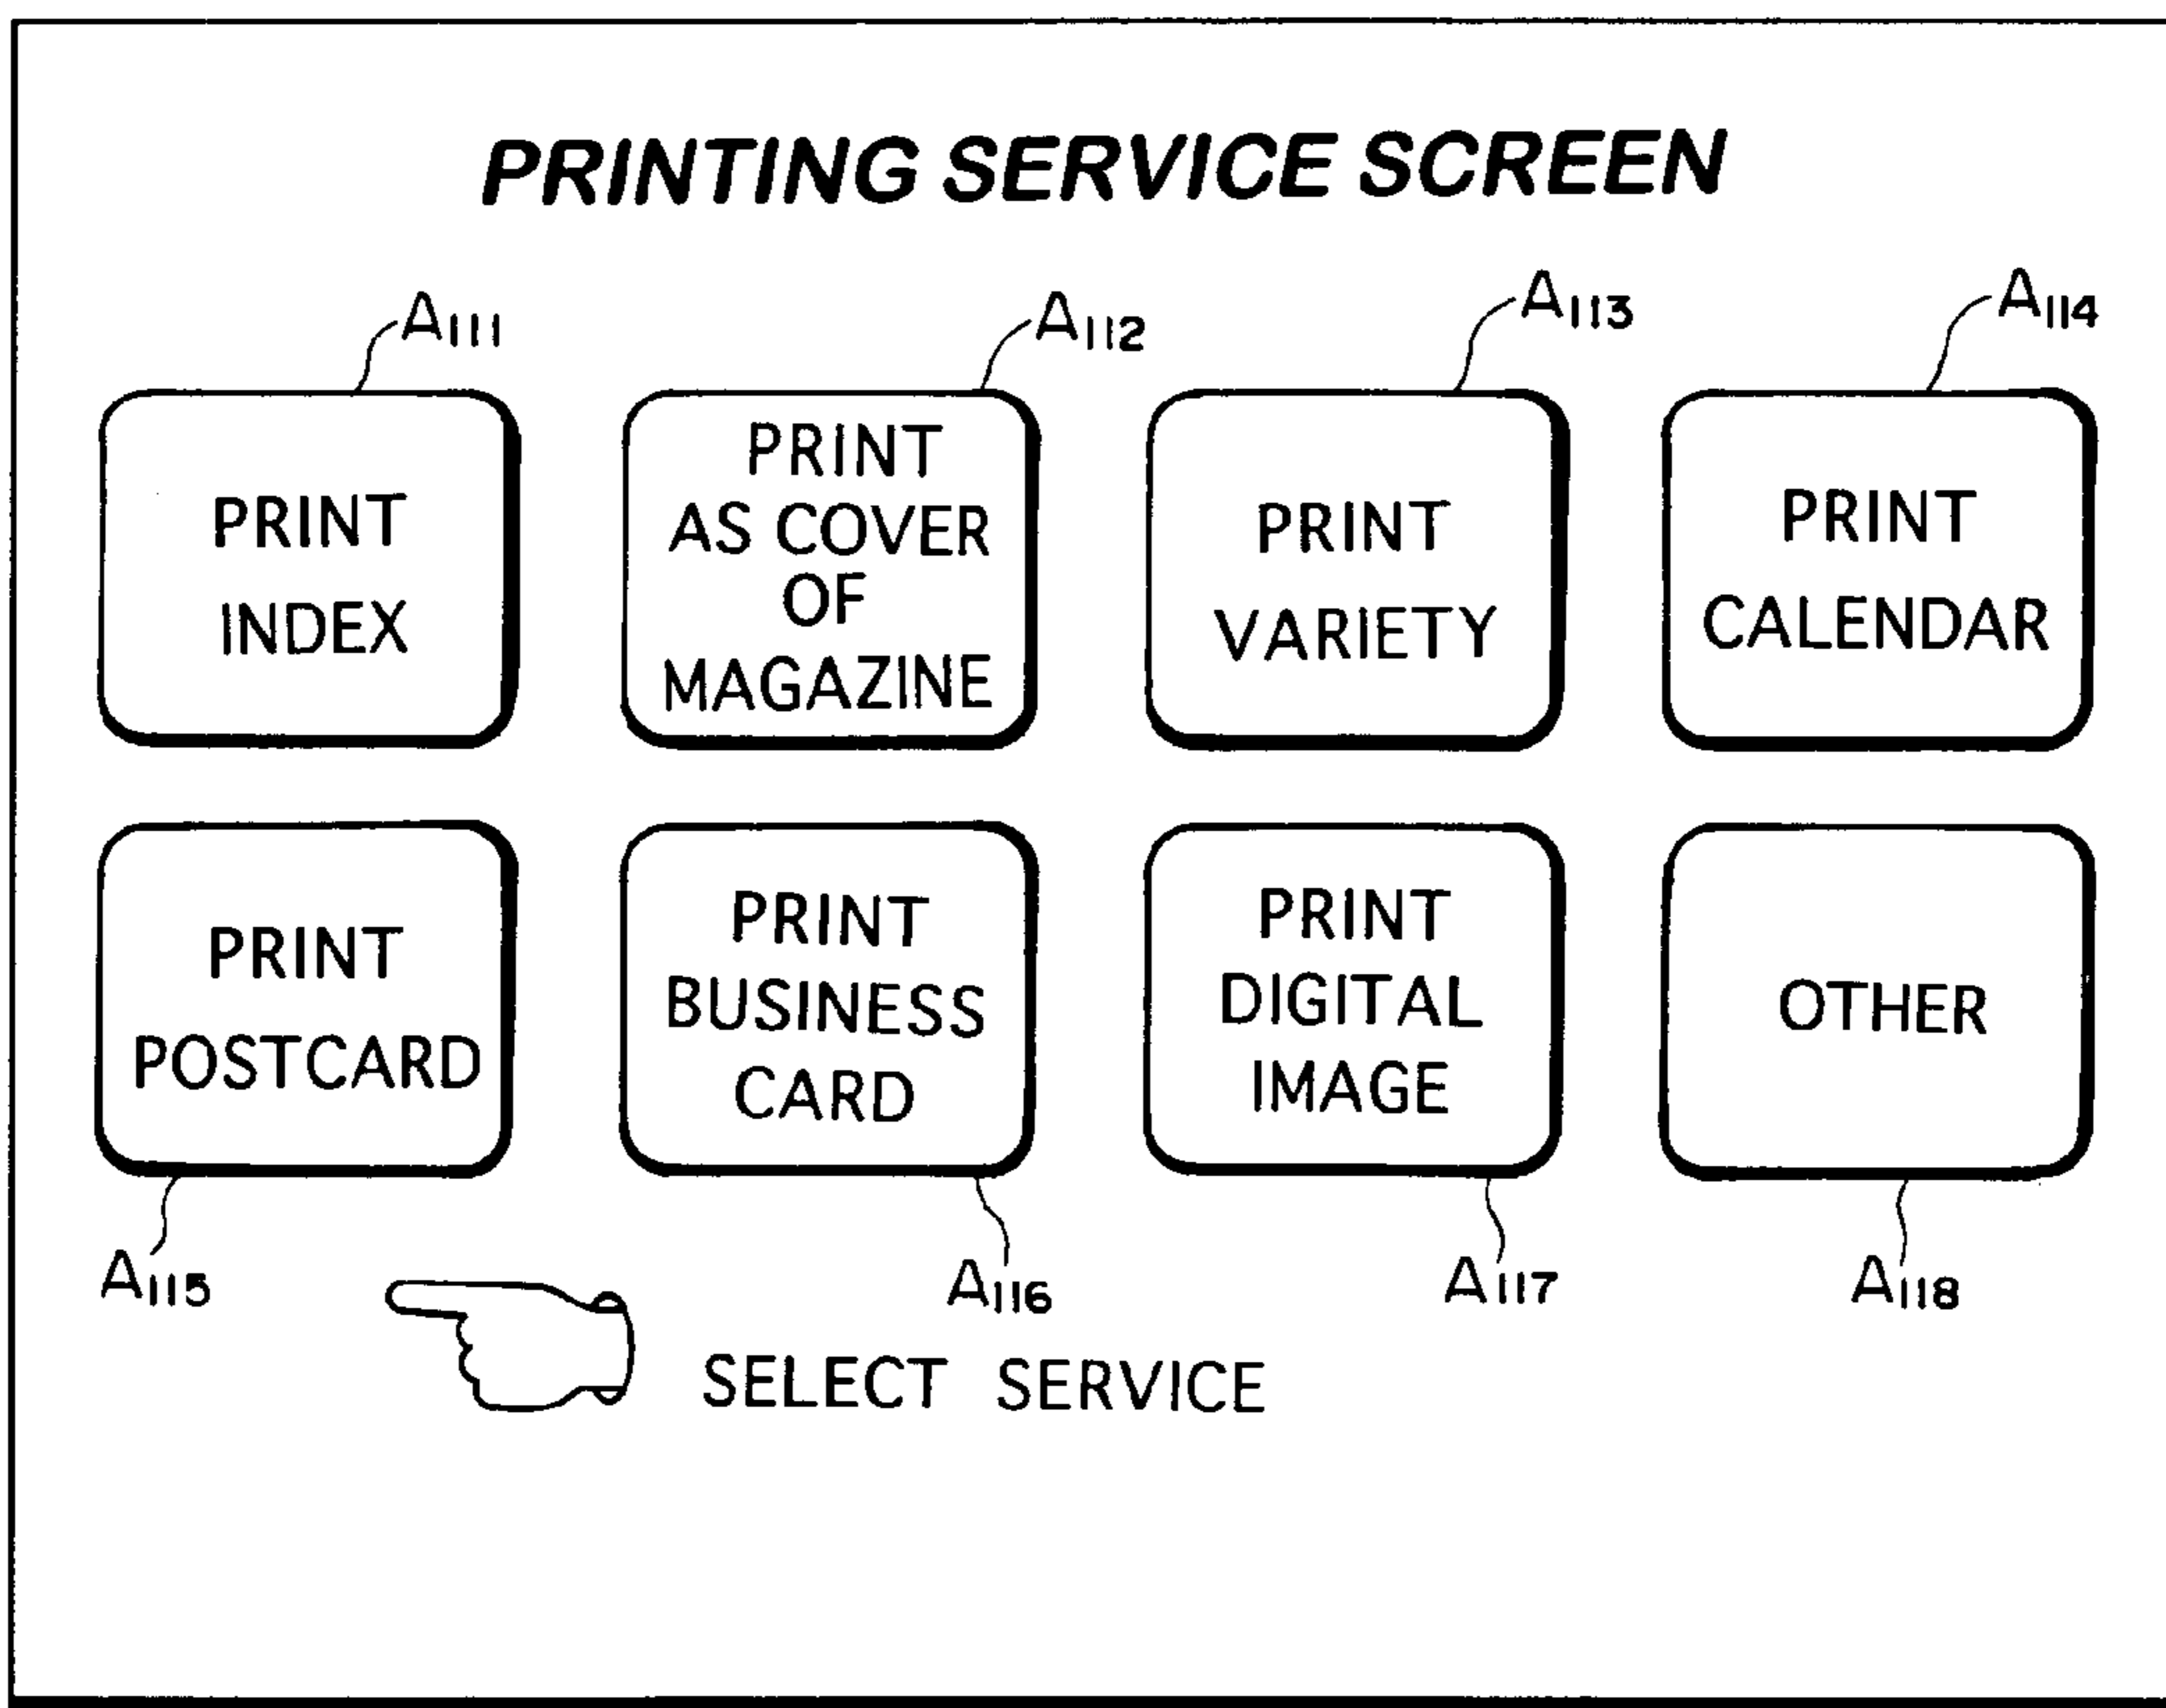 PRINTING SERVICE SCREEN
A111
A112
A113
A114
PRINT
INDEX
PRINT
AS COVER
OF
MAGAZINE
PRINT
VARIETY
PRINT
CALENDAR
PRINT
POSTCARD
PRINT
BUSINESS
CARD
PRINT
DIGITAL
IMAGE
OTHER
A115
A116
A117
A118
SELECT SERVICE